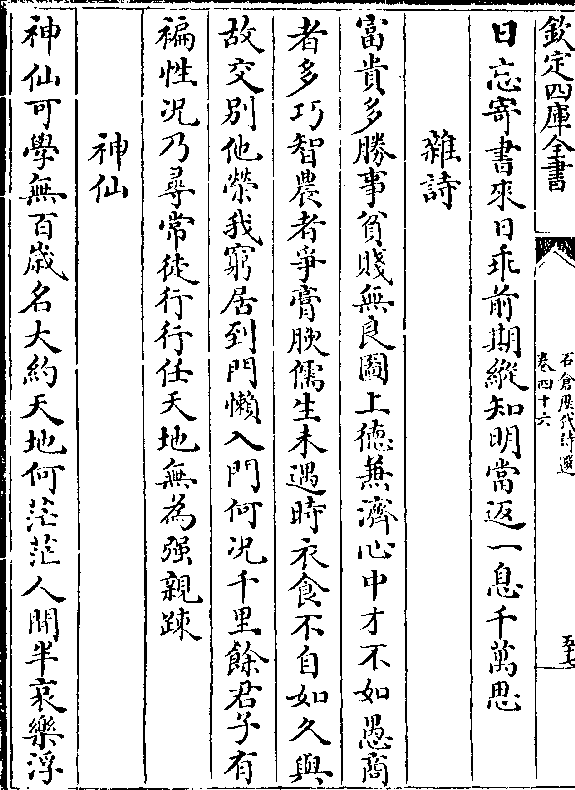 欽定四庫全書
石倉歷代詩選
卷四十六
至七
日忘寄書來日乖前期縱知明當返一息千萬思
雜詩
富貴多勝事貧賤無良圖上德兼濟心中才不如愚商
者多巧智農者爭膏腴儒生未遇時衣食不自如久與
故交別他榮我窮居到門懶入門何况千里餘君子有
褊性况乃尋常徒行行任天地無為强親踈
神仙
神仙可學無百歳名大約天地何茫茫人間半哀樂浮